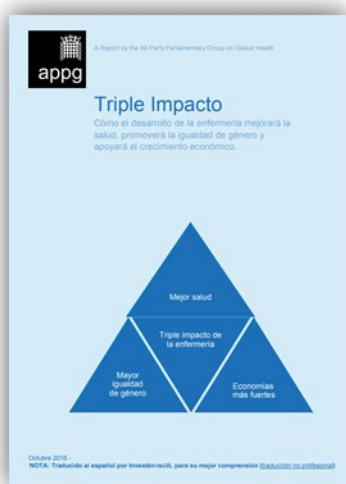 appg
A Report by the All-Party Parliamentary Group on Global Health
Triple Impacto
Cómo el desarrollo de la enfermería mejorará la
salud, promoverá la igualdad de género y
apoyará el crecimiento económico.
Mejor salud
Triple impacto de
la enfermería
Mayor
igualdad
de género
Economías
más fuertes
Octubre 2016 -
NOTA: Traducido al español por Investén-isciii, para su mejor comprensión (traducción no profesional)